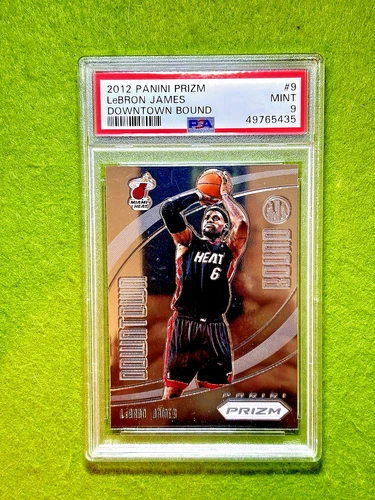 2012 PANINI PRIZM #9
LeBRON JAMES MINT
DOWNTOWN BOUND 9
PSA 49765435
MIAMI HEAT
DOWNTOWN
BOUND
HEAT
6
LeBRON JAMES
PANINI
PRIZM